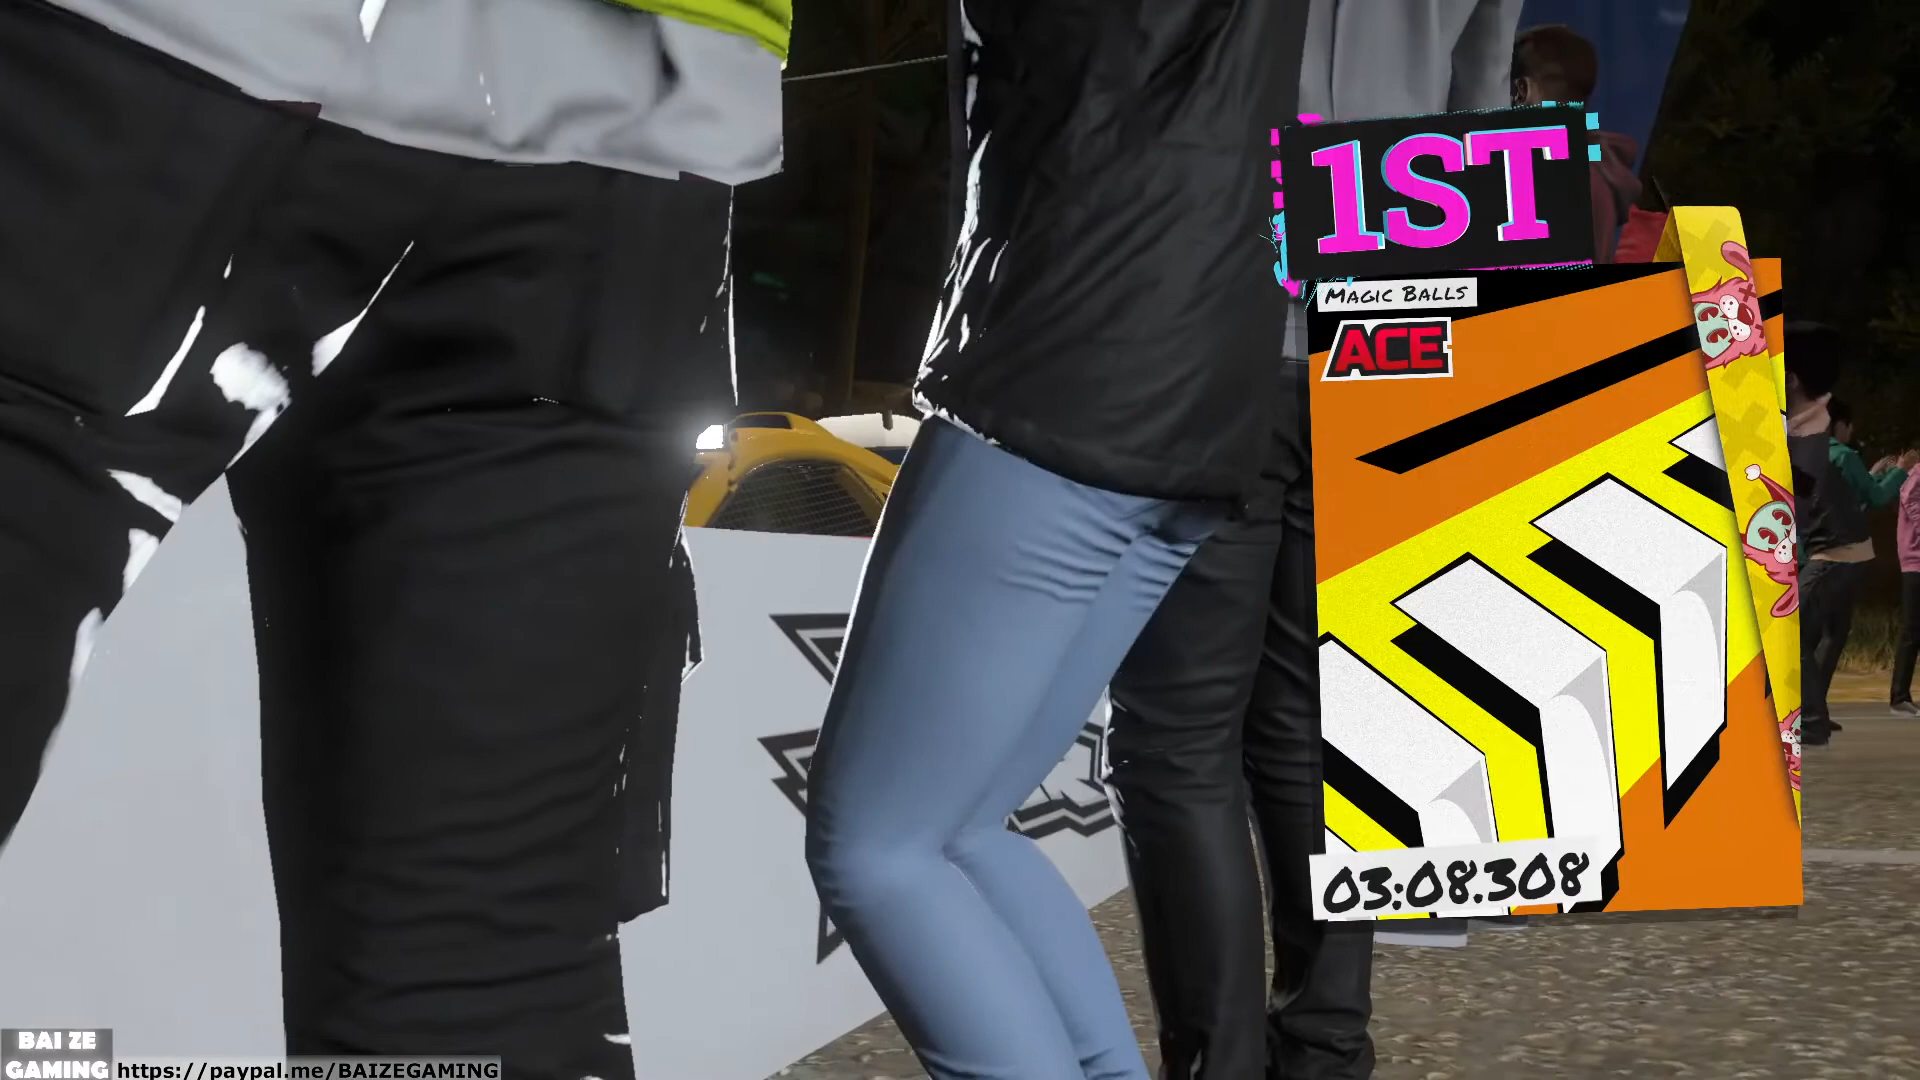 1ST
MAGIC BALLS
ACE
03:08.308
BAI ZE
GAMING
https://paypal.me/BAIZEGAMING